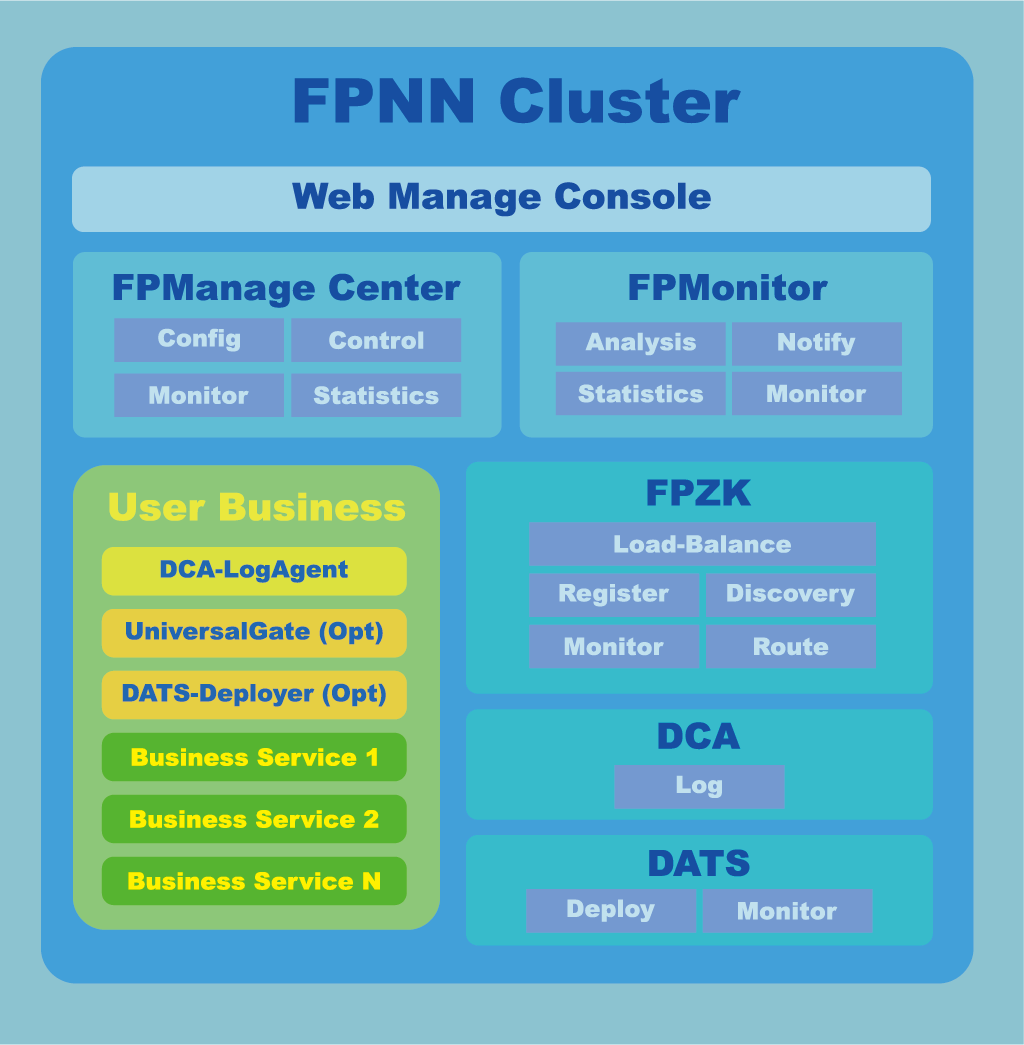 FPNN Cluster
Web Manage Console
FPManage Center
Config
Control
Monitor
Statistics
FPMonitor
Analysis
Notify
Statistics
Monitor
User Business
DCA-LogAgent
UniversalGate (Opt)
DATS-Deployer (Opt)
Business Service 1
Business Service 2
Business Service N
FPZK
Load-Balance
Register
Discovery
Monitor
Route
DCA
Log
DATS
Deploy
Monitor